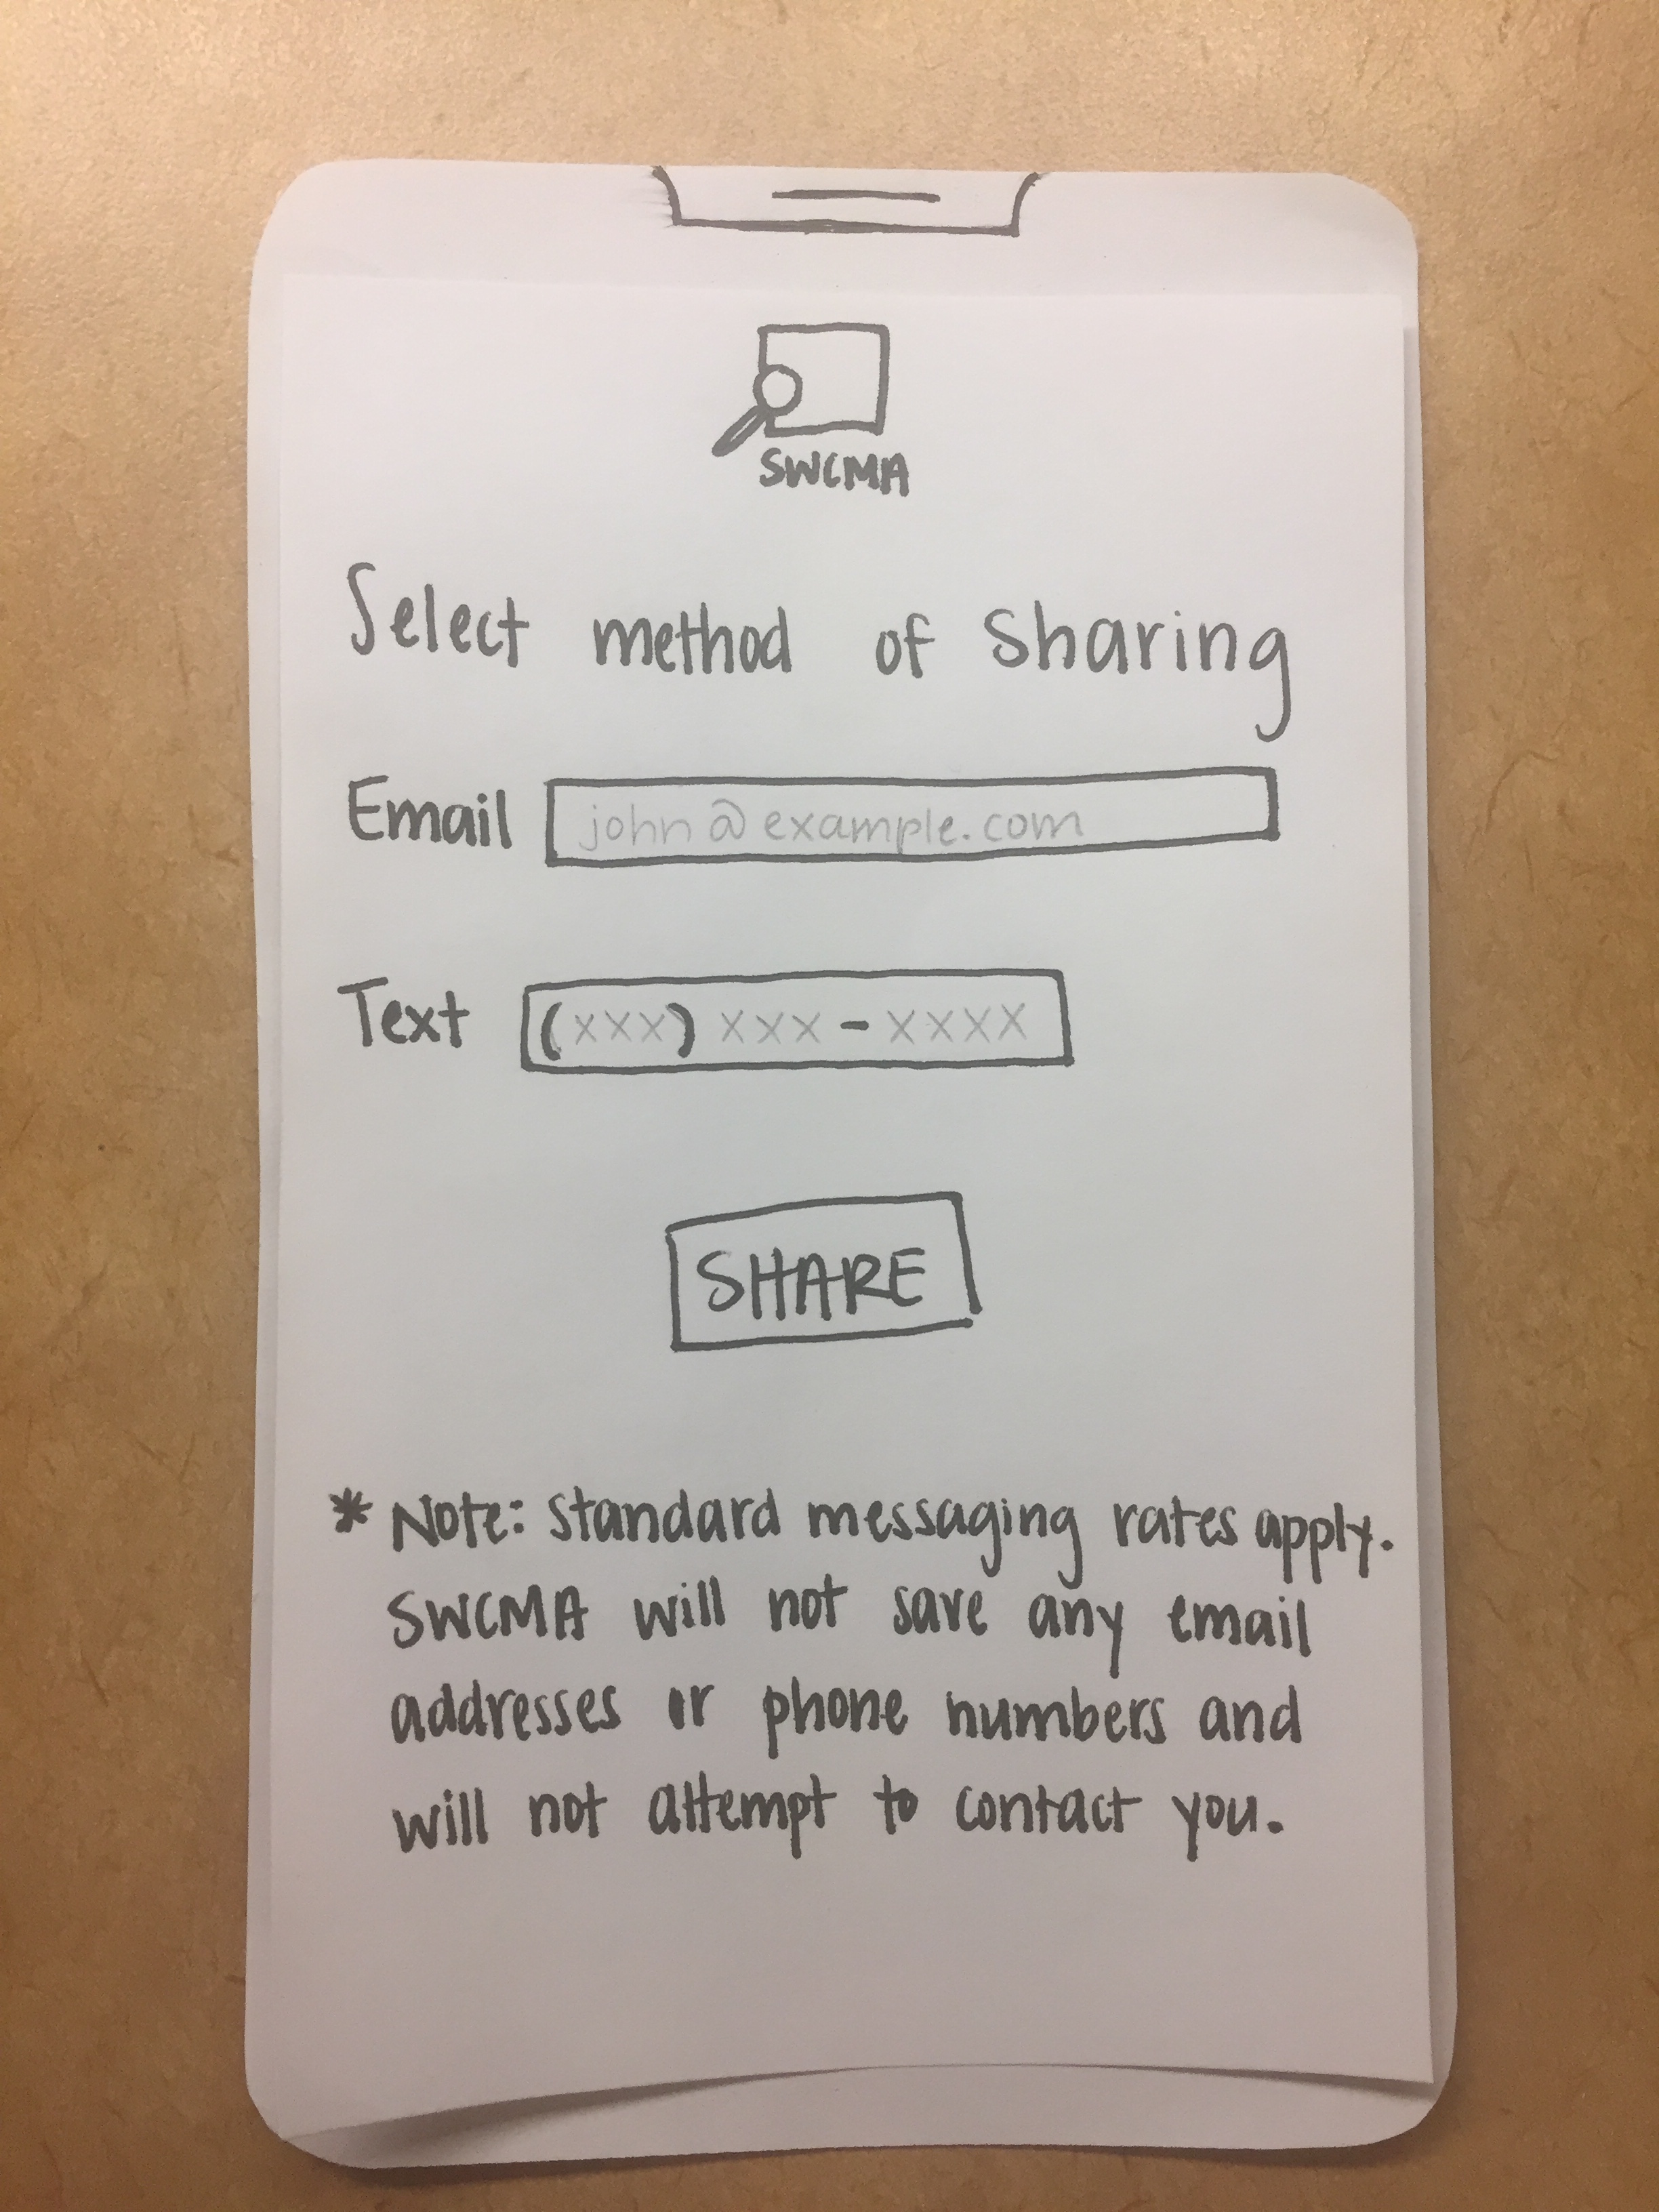 SWCMA
Select method of sharing
Email john@example.com
Text (xxx) xxx-xxxx
SHARE
* Note: standard messaging rates apply.
SWCMA will not save any email
addresses or phone numbers and
will not attempt to contact you.